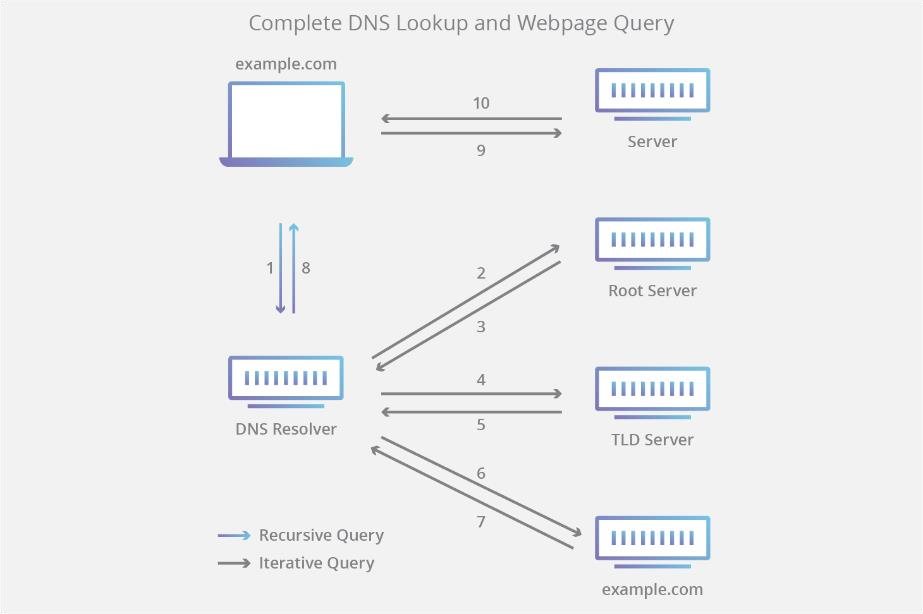 Complete DNS Lookup and Webpage Query
example.com
10
9
Server
1
8
2
3
Root Server
DNS Resolver
4
5
TLD Server
6
7
example.com
Recursive Query
Iterative Query